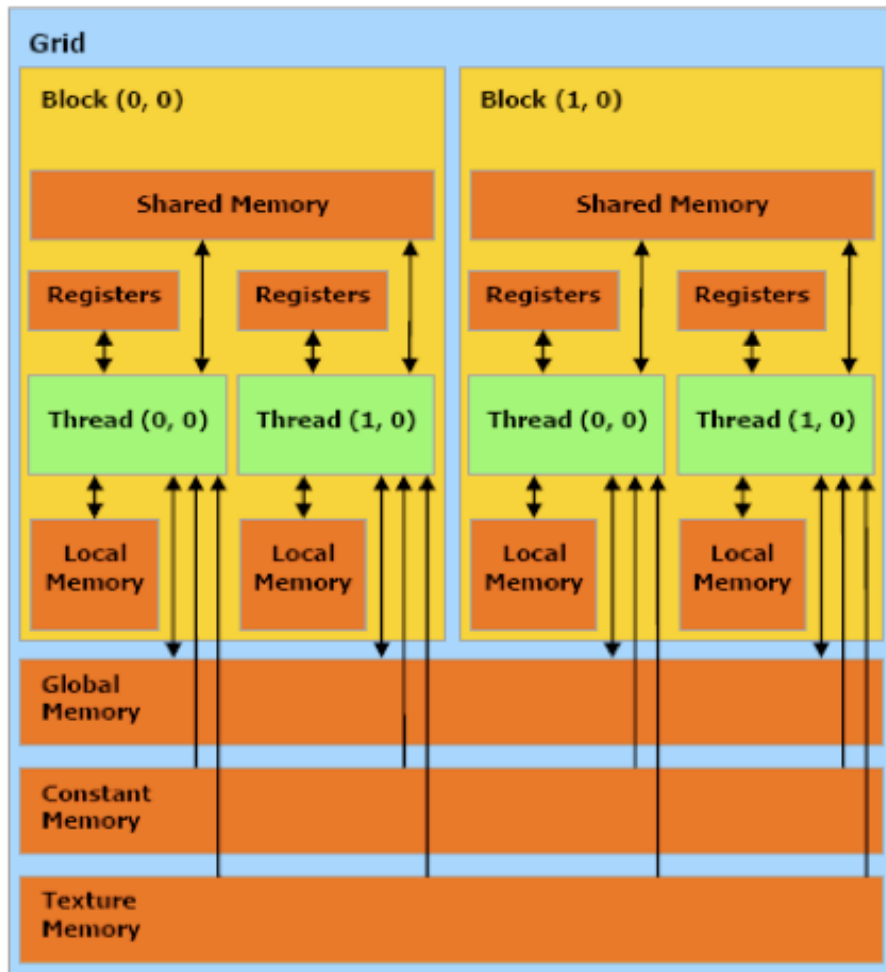 Grid
Block (0, 0)
Shared Memory
Registers
Registers
Thread (0, 0)
Thread (1, 0)
Local
Memory
Local
Memory
Block (1, 0)
Shared Memory
Registers
Registers
Thread (0, 0)
Thread (1, 0)
Local
Memory
Local
Memory
Global
Memory
Constant
Memory
Texture
Memory